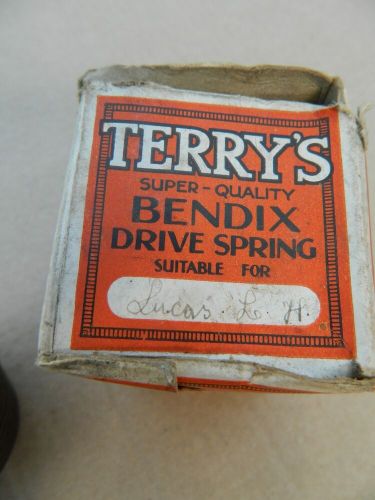 TERRY'S
SUPER-QUALITY
BENDIX
DRIVE SPRING
SUITABLE FOR
Lucas. L. H.